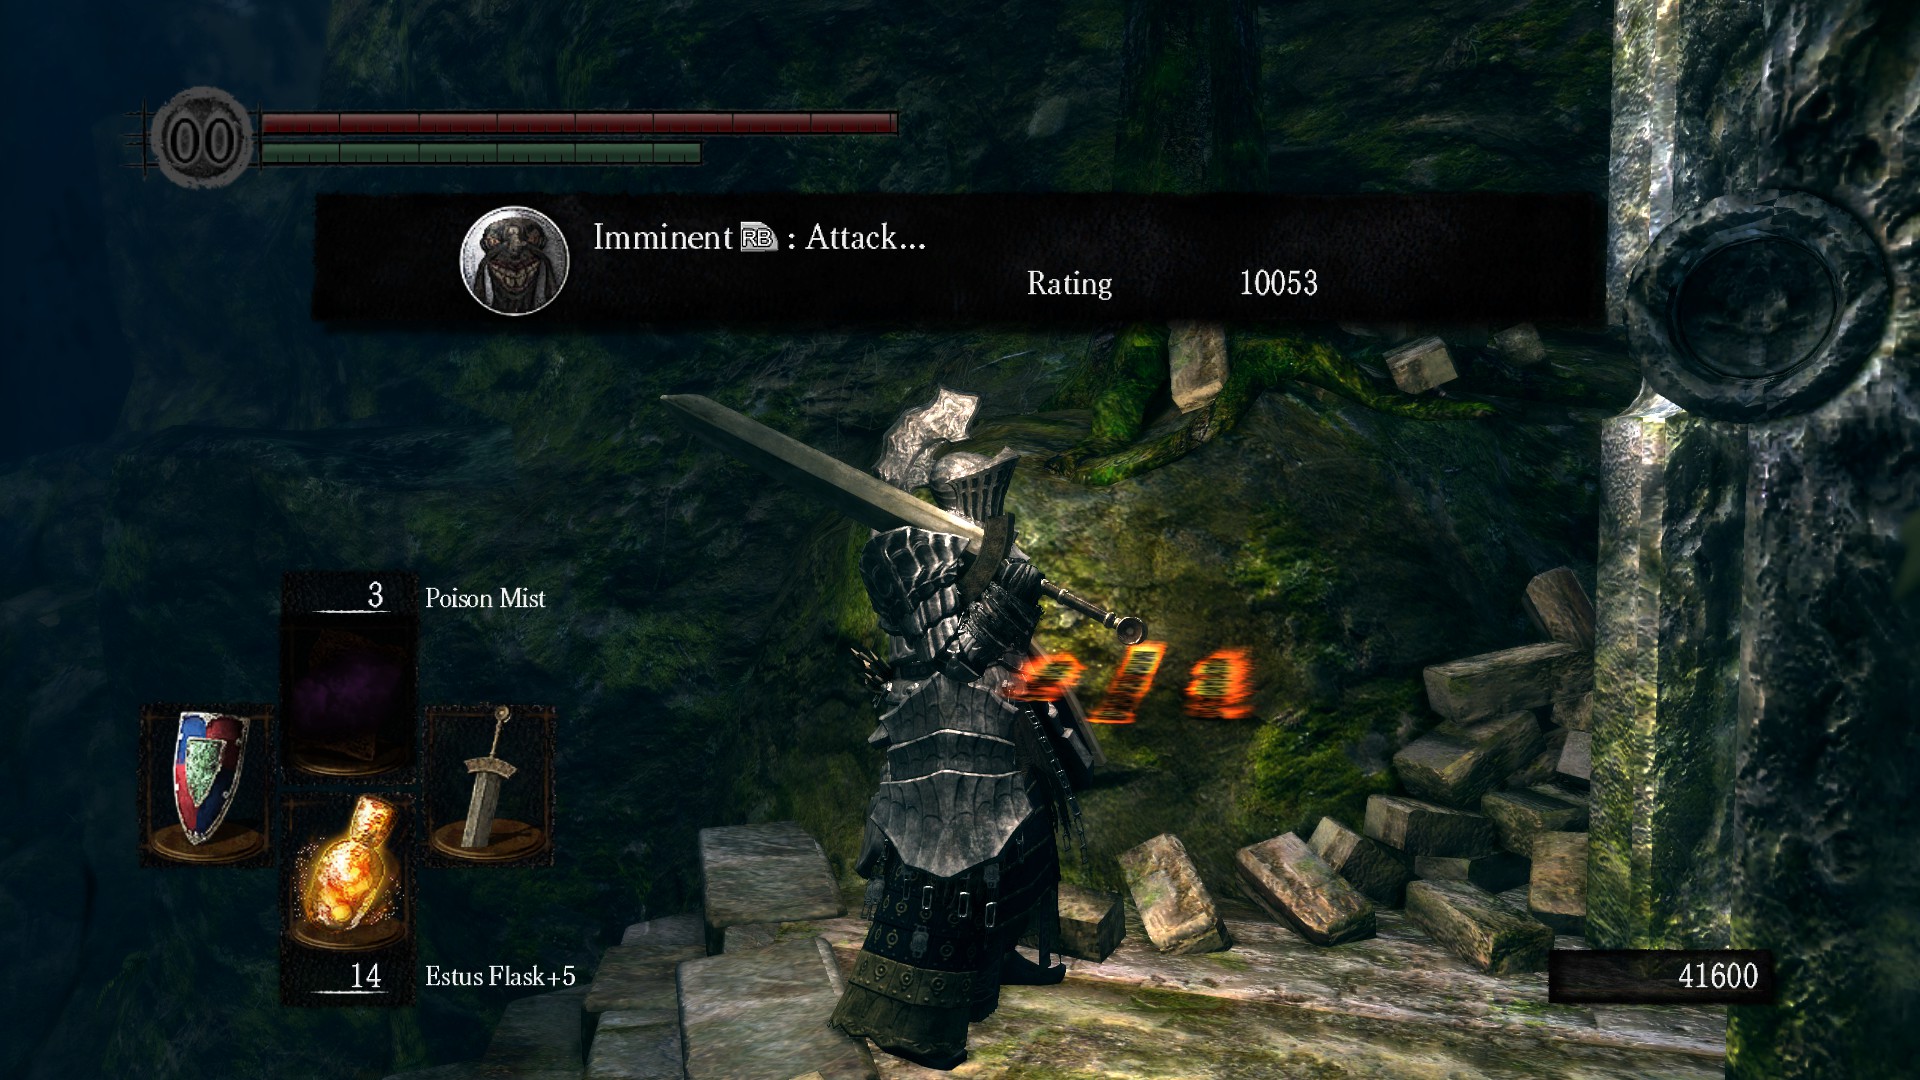 00
Imminent RB : Attack...
Rating 10053
3 Poison Mist
14 Estus Flask+5
41600